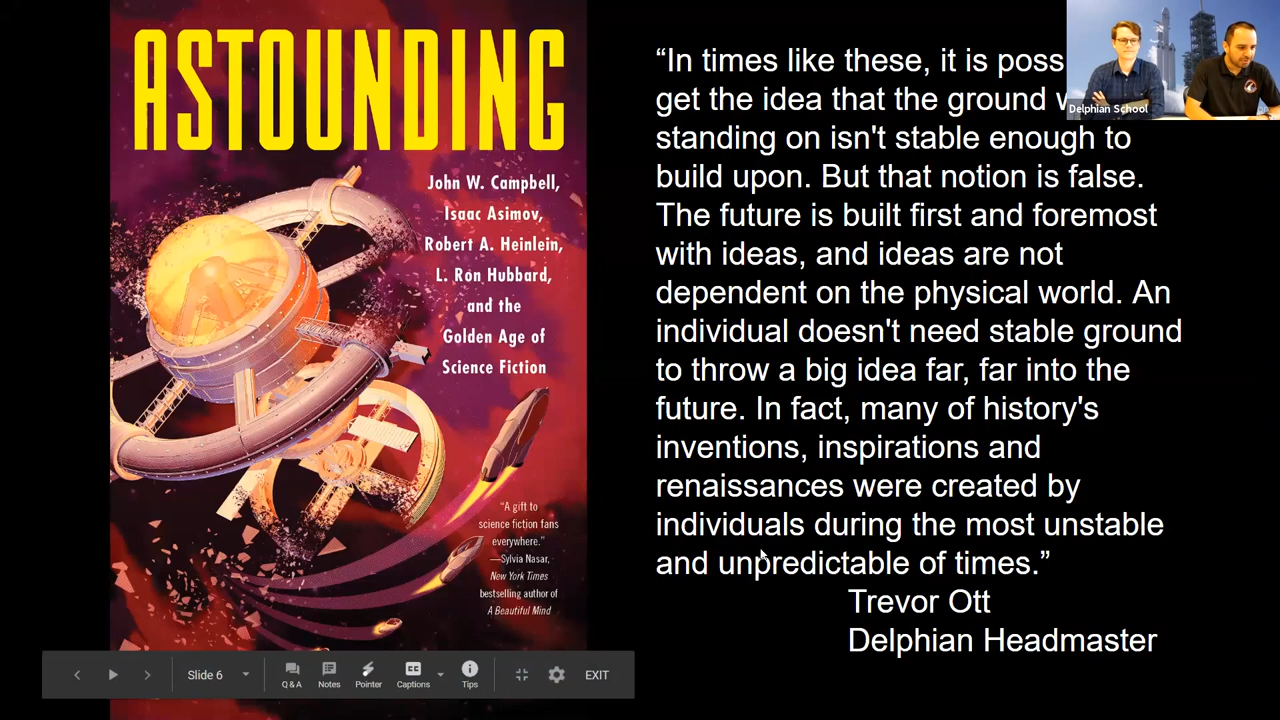 ASTOUNDING
John W. Campbell,
Isaac Asimov,
Robert A. Heinlein,
L. Ron Hubbard,
and the
Golden Age of
Science Fiction
“A gift to
science fiction fans
everywhere.”
—Sylvia Nasar,
New York Times
bestselling author of
A Beautiful Mind
“In times like these, it is
get the idea that the ground
standing on isn't stable enough to
build upon. But that notion is false.
The future is built first and foremost
with ideas, and ideas are not
dependent on the physical world. An
individual doesn't need stable ground
to throw a big idea far, far into the
future. In fact, many of history's
inventions, inspirations and
renaissances were created by
individuals during the most unstable
and unpredictable of times.”
Trevor Ott
Delphian Headmaster
Delphian School
Slide 6
Q & A
Notes
Pointer
CC
Captions
Tips
EXIT